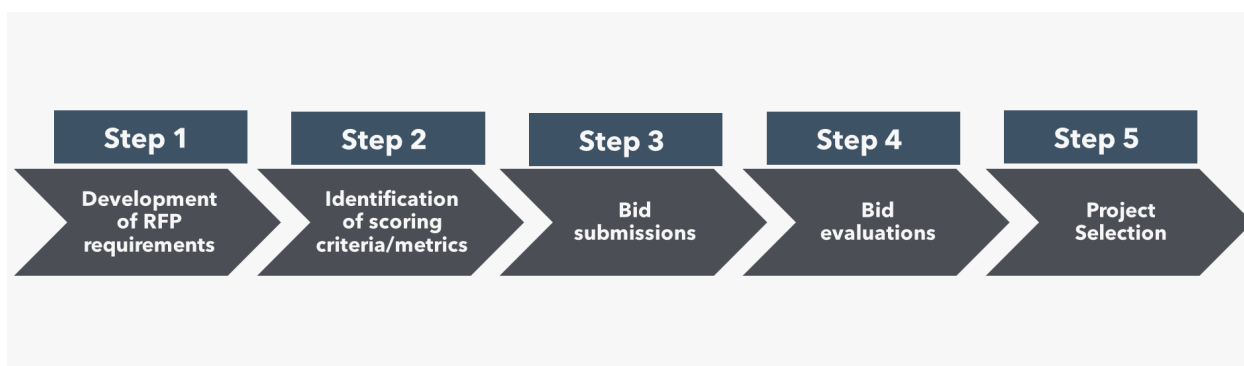 Step 1
Development
of RFP
requirements
Step 2
Identification
of scoring
criteria/metrics
Step 3
Bid
submissions
Step 4
Bid
evaluations
Step 5
Project
Selection